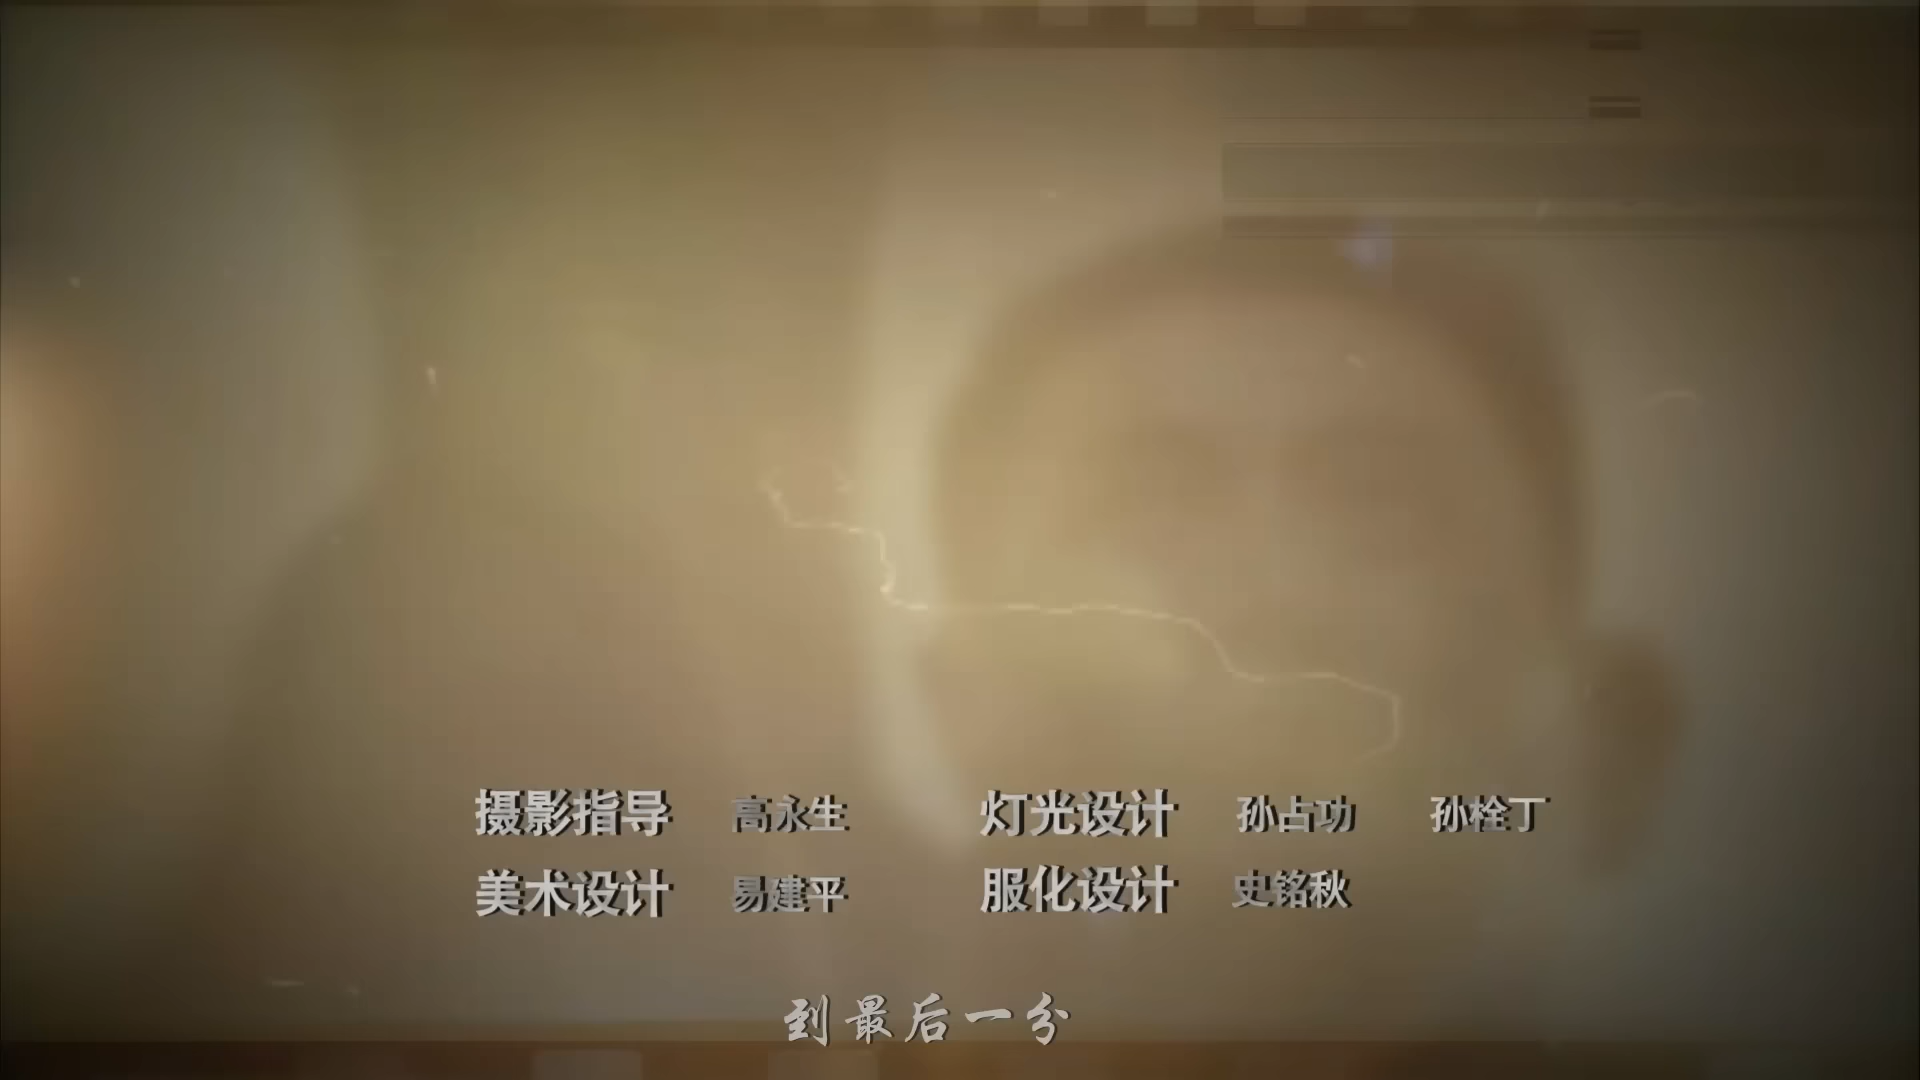 摄影指导 高永生 灯光设计 孙占功 孙栓丁
美术设计 易建平 服化设计 史铭秋
到最后一分